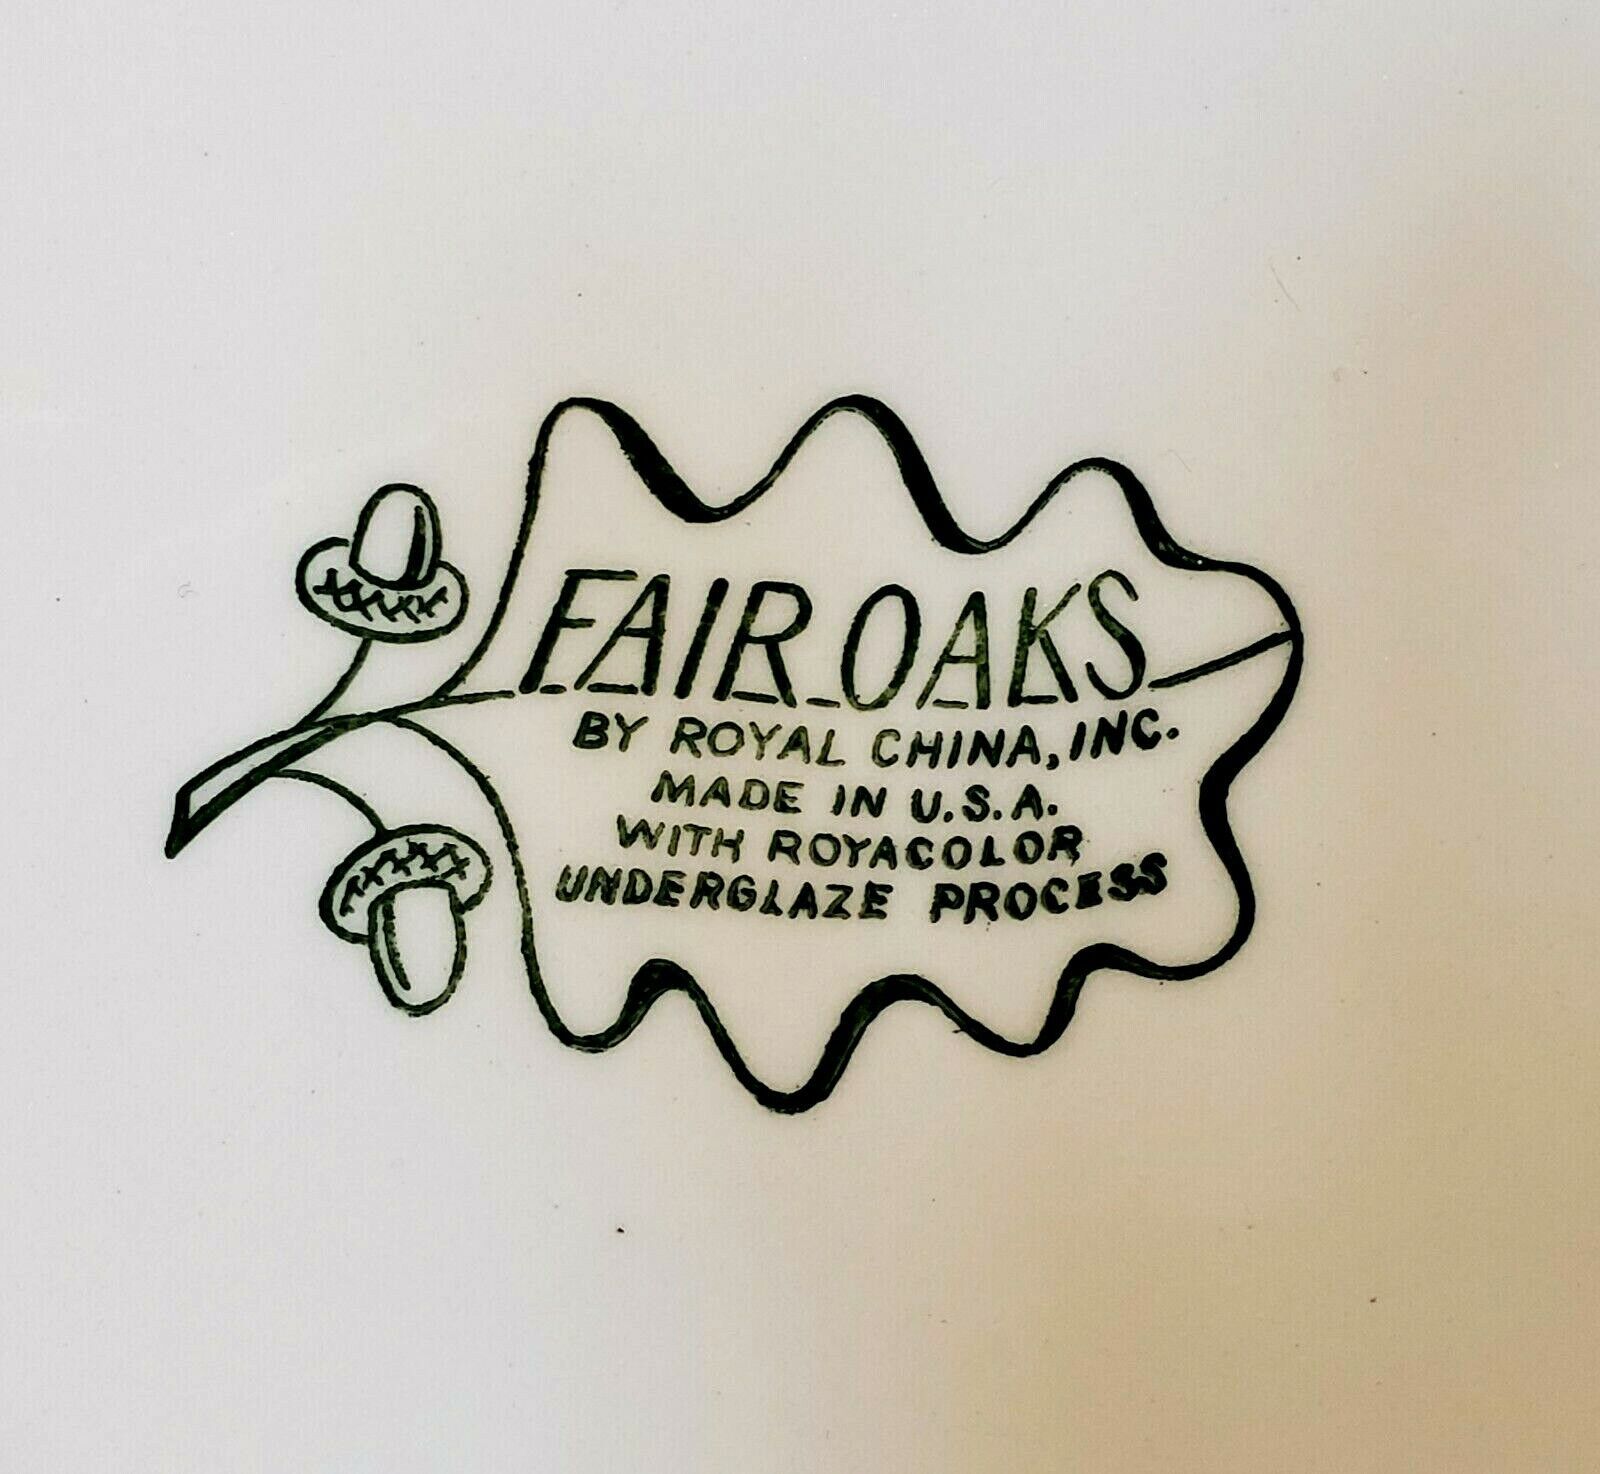 FAIR OAKS
BY ROYAL CHINA, INC.
MADE IN U.S.A.
WITH ROYACOLOR
UNDERGLAZE PROCESS